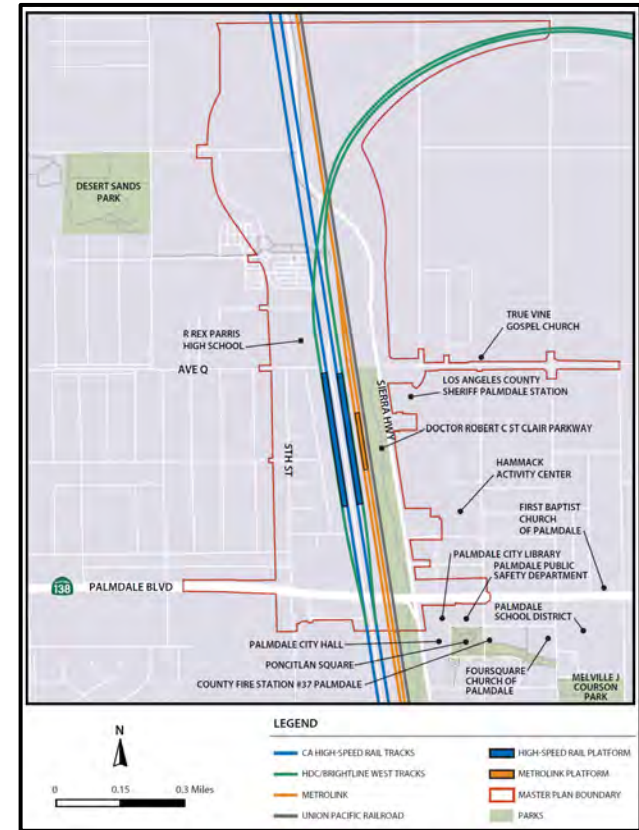 DESERT SANDS
PARK
R REX PARRIS
HIGH SCHOOL
AVE Q
TRUE VINE
GOSPEL CHURCH
LOS ANGELES COUNTY
SHERIFF PALMDALE STATION
SIERRA HWY
DOCTOR ROBERT C ST CLAIR PARKWAY
5TH ST
HAMMACK
ACTIVITY CENTER
FIRST BAPTIST
CHURCH
OF PALMDALE
PALMDALE CITY LIBRARY
PALMDALE PUBLIC
SAFETY DEPARTMENT
138
PALMDALE BLVD
PALMDALE
SCHOOL DISTRICT
PALMDALE CITY HALL
PONCITLAN SQUARE
COUNTY FIRE STATION #37 PALMDALE
FOURSQUARE
CHURCH OF
PALMDALE
MELVILLE J
COURSON
PARK
N
0 0.15 0.3 Miles
LEGEND
CA HIGH-SPEED RAIL TRACKS
HDC/BRIGHTLINE WEST TRACKS
METROLINK
UNION PACIFIC RAILROAD
HIGH-SPEED RAIL PLATFORM
METROLINK PLATFORM
MASTER PLAN BOUNDARY
PARKS